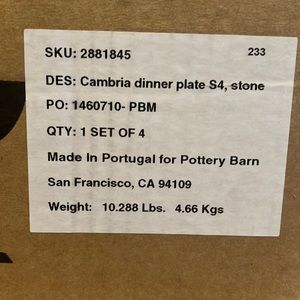 SKU: 2881845 233
DES: Cambria dinner plate S4, stone
PO: 1460710- PBM
QTY: 1 SET OF 4
Made In Portugal for Pottery Barn
San Francisco, CA 94109
Weight: 10.288 Lbs. 4.66 Kgs